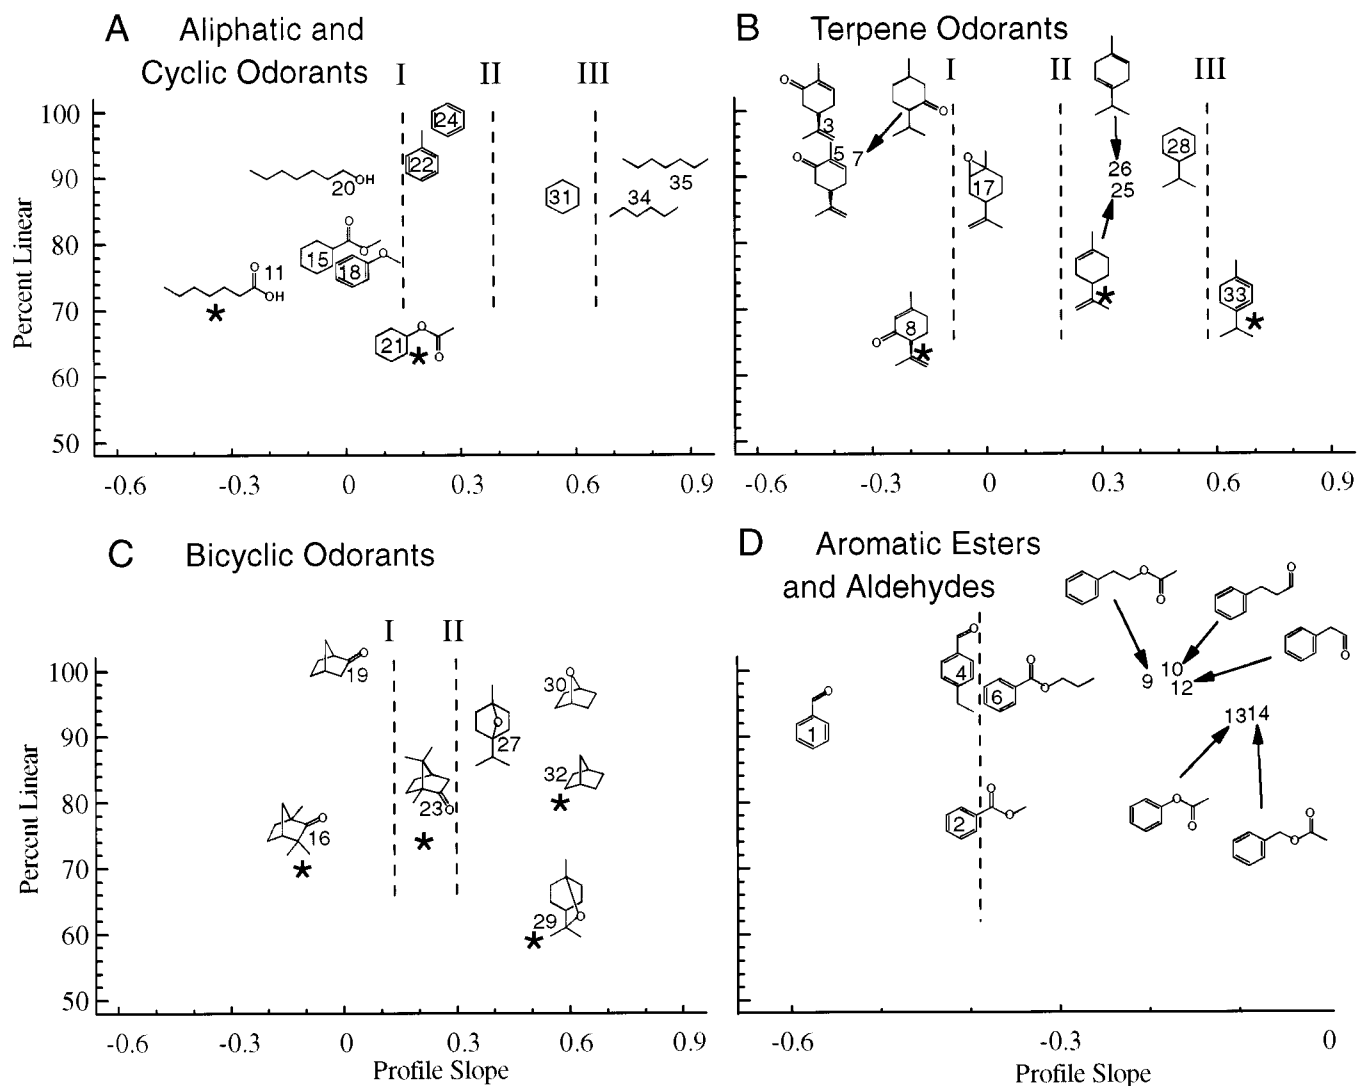 A Aliphatic and
Cyclic Odorants
I II III
100
90
80
70
60
50
Percent Linear
24
22
20
OH
35
34
31
O
O
15
18
O
11
O
OH
21
O
O
-0.6 -0.3 0 0.3 0.6 0.9
B Terpene Odorants
I II III
O
3
O
O
5
7
O
17
28
26
25
8
O
33
-0.6 -0.3 0 0.3 0.6 0.9
C Bicyclic Odorants
I II
100
90
80
70
60
50
Percent Linear
O
19
O
30
O
27
32
23
O
O
16
29
O
-0.6 -0.3 0 0.3 0.6 0.9
Profile Slope
D Aromatic Esters
and Aldehydes
O
O
O
O
O
4
O
10
9
12
6
O
O
1
13 14
2
O
O
O
O
O
O
-0.6 -0.3 0
Profile Slope